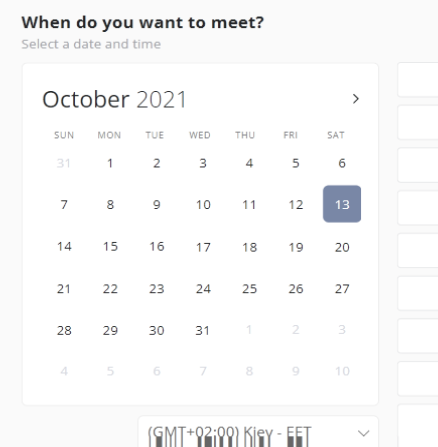 When do you want to meet?
Select a date and time
October 2021
SUN MON TUE WED THU FRI SAT
31 1 2 3 4 5 6
7 8 9 10 11 12 13
14 15 16 17 18 19 20
21 22 23 24 25 26 27
28 29 30 31 1 2 3
4 5 6 7 8 9 10
(GMT+02:00) Kiev - EET